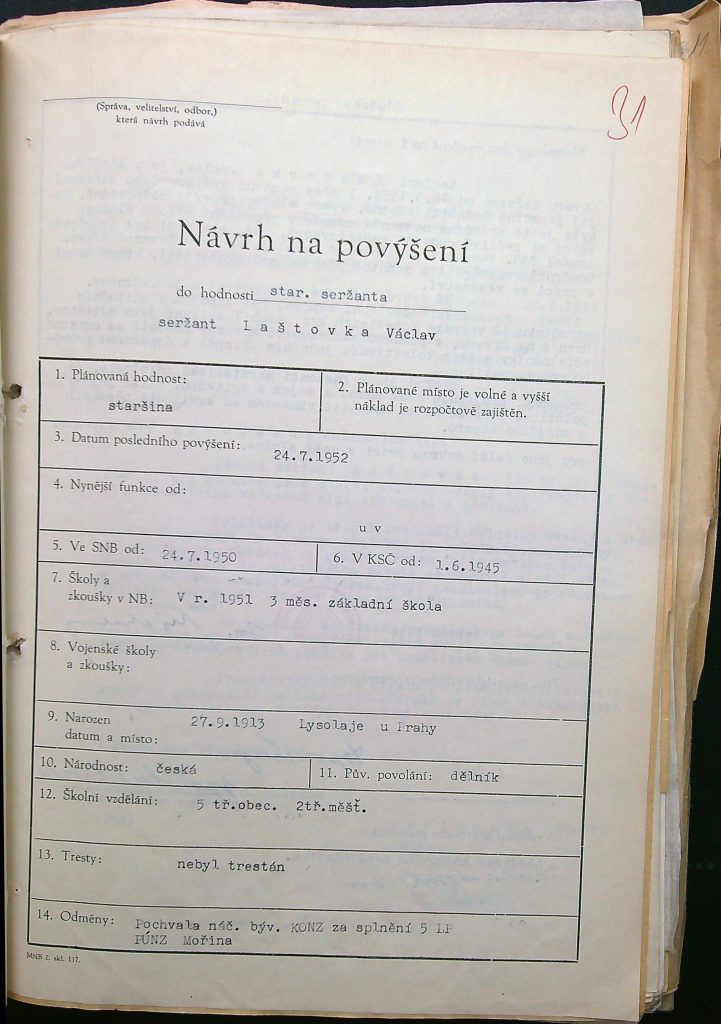 31
(Správa, velitelství, odbor,)
která návrh podává
Návrh na povýšení
do hodnosti star. seržanta
seržant L a š t o v k a Václav
1. Plánovaná hodnost:
staršina
2. Plánované místo je volné a vyšší
náklad je rozpočtově zajištěn.
3. Datum posledního povýšení:
24.7.1952
4. Nynější funkce od:
u v
5. Ve SNB od: 24.7.1950
6. V KSČ od: 1.6.1945
7. Školy a
zkoušky v NB: V r. 1951 3 měs. základní škola
8. Vojenské školy
a zkoušky:
9. Narozen 27.9.1913 Lysolaje u Prahy
datum a místo:
10. Národnost: česká
11. Pův. povolání: dělník
12. Školní vzdělání: 5 tř.obec. 2tř.měšť.
13. Tresty: nebyl trestán
14. Odměny: Pochvala náč. býv. KONZ za splnění 5 LP
PÚNZ Mořina
MNB č. skl. 117.